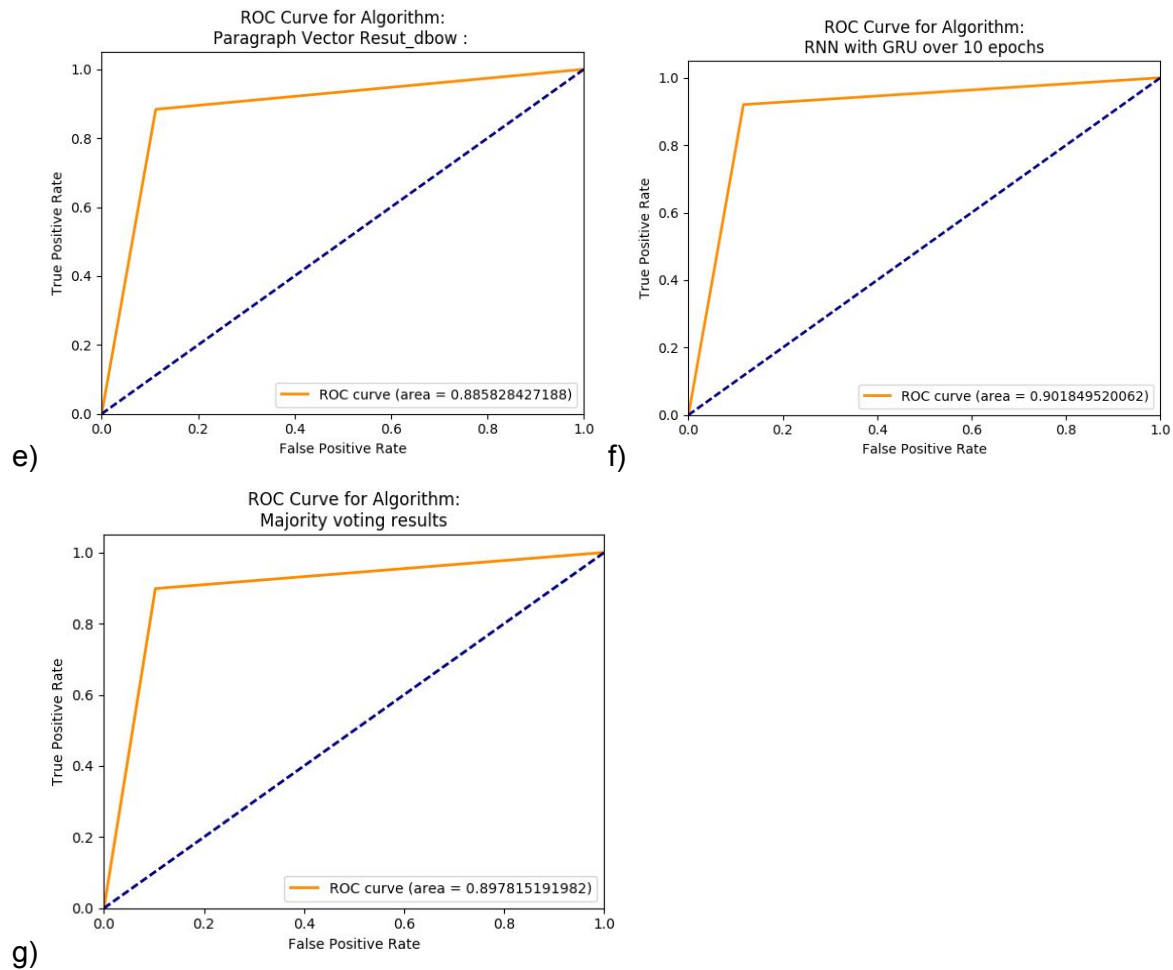 ROC Curve for Algorithm:
Paragraph Vector Resut_dbow :
1.0
0.8
0.6
0.4
0.2
0.0
True Positive Rate
ROC curve (area = 0.885828427188)
0.0 0.2 0.4 0.6 0.8 1.0
False Positive Rate
e)
ROC Curve for Algorithm:
RNN with GRU over 10 epochs
1.0
0.8
0.6
0.4
0.2
0.0
True Positive Rate
ROC curve (area = 0.901849520062)
0.0 0.2 0.4 0.6 0.8 1.0
False Positive Rate
f)
ROC Curve for Algorithm:
Majority voting results
1.0
0.8
0.6
0.4
0.2
0.0
True Positive Rate
ROC curve (area = 0.897815191982)
0.0 0.2 0.4 0.6 0.8 1.0
False Positive Rate
g)